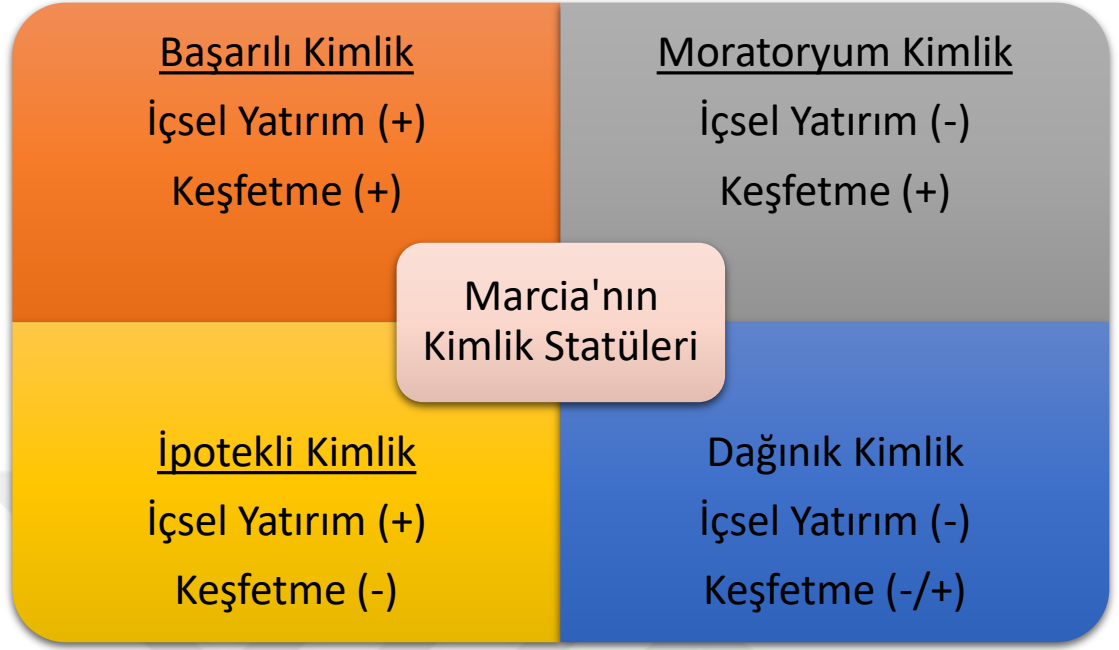 Başarılı Kimlik
İçsel Yatırım (+)
Keşfetme (+)
Moratoryum Kimlik
İçsel Yatırım (-)
Keşfetme (+)
Marcia'nın
Kimlik Statüleri
İpotekli Kimlik
İçsel Yatırım (+)
Keşfetme (-)
Dağınık Kimlik
İçsel Yatırım (-)
Keşfetme (-/+)